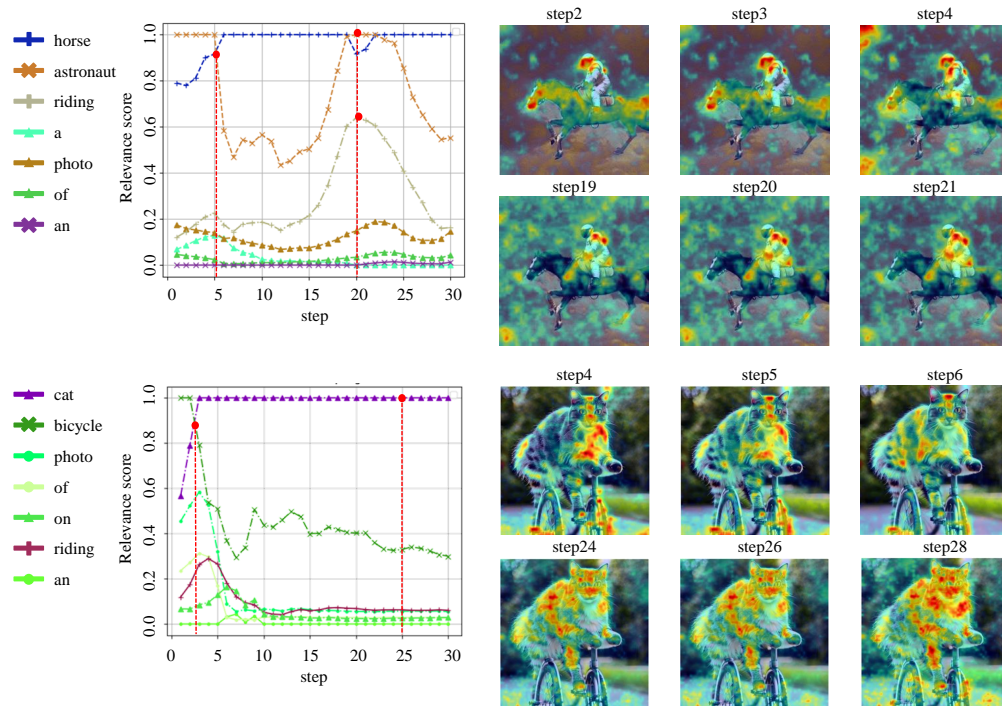 horse
astronaut
riding
a
photo
of
an
Relevance score
1.0
0.8
0.6
0.4
0.2
0.0
0 5 10 15 20 25 30
step
step2 step3 step4
step19 step20 step21
cat
bicycle
photo
of
on
riding
an
Relevance score
1.0
0.8
0.6
0.4
0.2
0.0
0 5 10 15 20 25 30
step
step4 step5 step6
step24 step26 step28